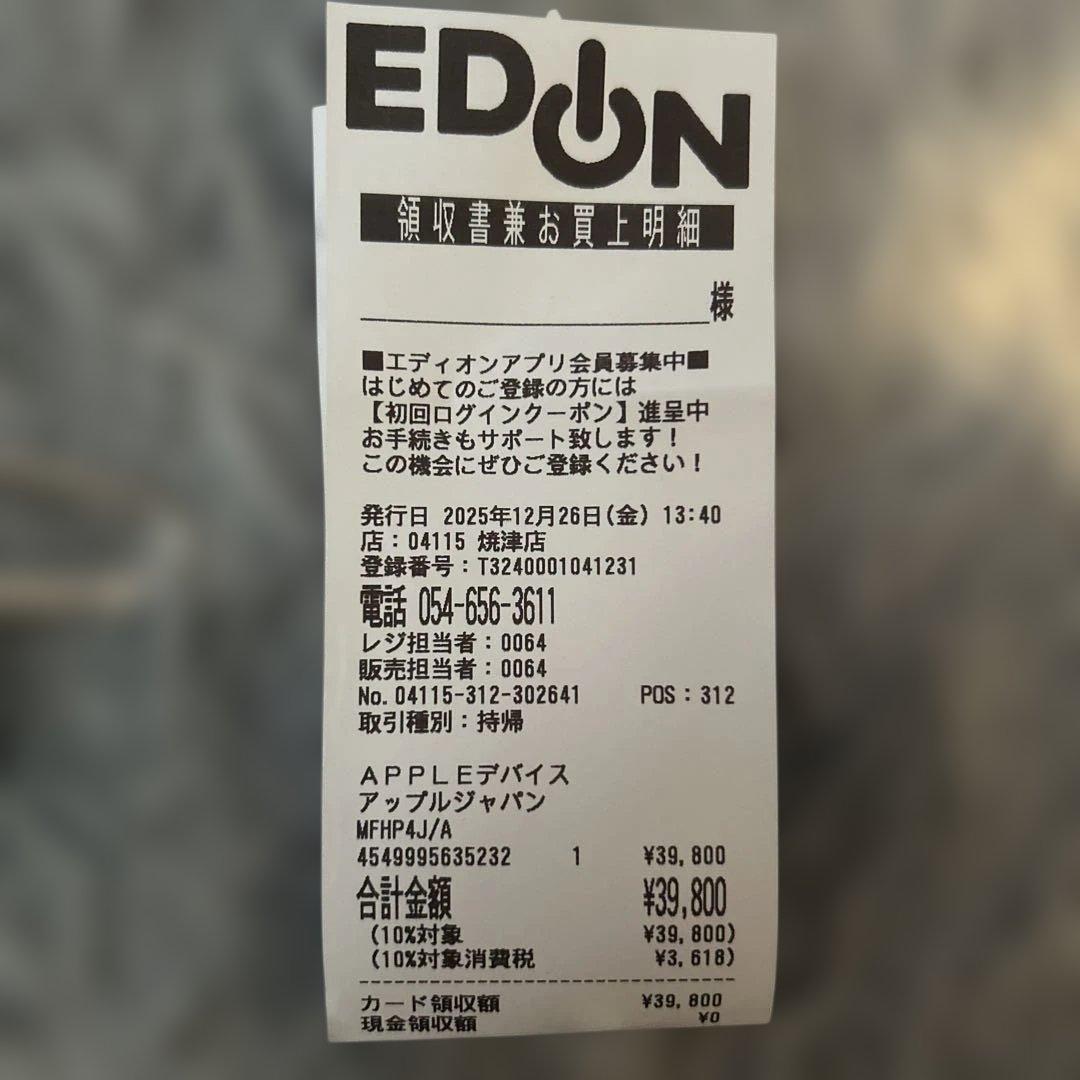 EDION
領収書兼お買上明細
様
■エディオンアプリ会員募集中■
はじめてのご登録の方には
【初回ログインクーポン】進呈中
お手続きもサポート致します!
この機会にぜひご登録ください!
発行日 2025年12月26日(金) 13:40
店:04115 焼津店
登録番号:T3240001041231
電話 054-656-3611
レジ担当者:0064
販売担当者:0064
No.04115-312-302641 POS:312
取引種別:持帰
APPLEデバイス
アップルジャパン
MFHP4J/A
4549995635232 1 ¥39,800
合計金額 ¥39,800
(10%対象 ¥39,800)
(10%対象消費税 ¥3,618)
カード領収額 ¥39,800
現金領収額 ¥0